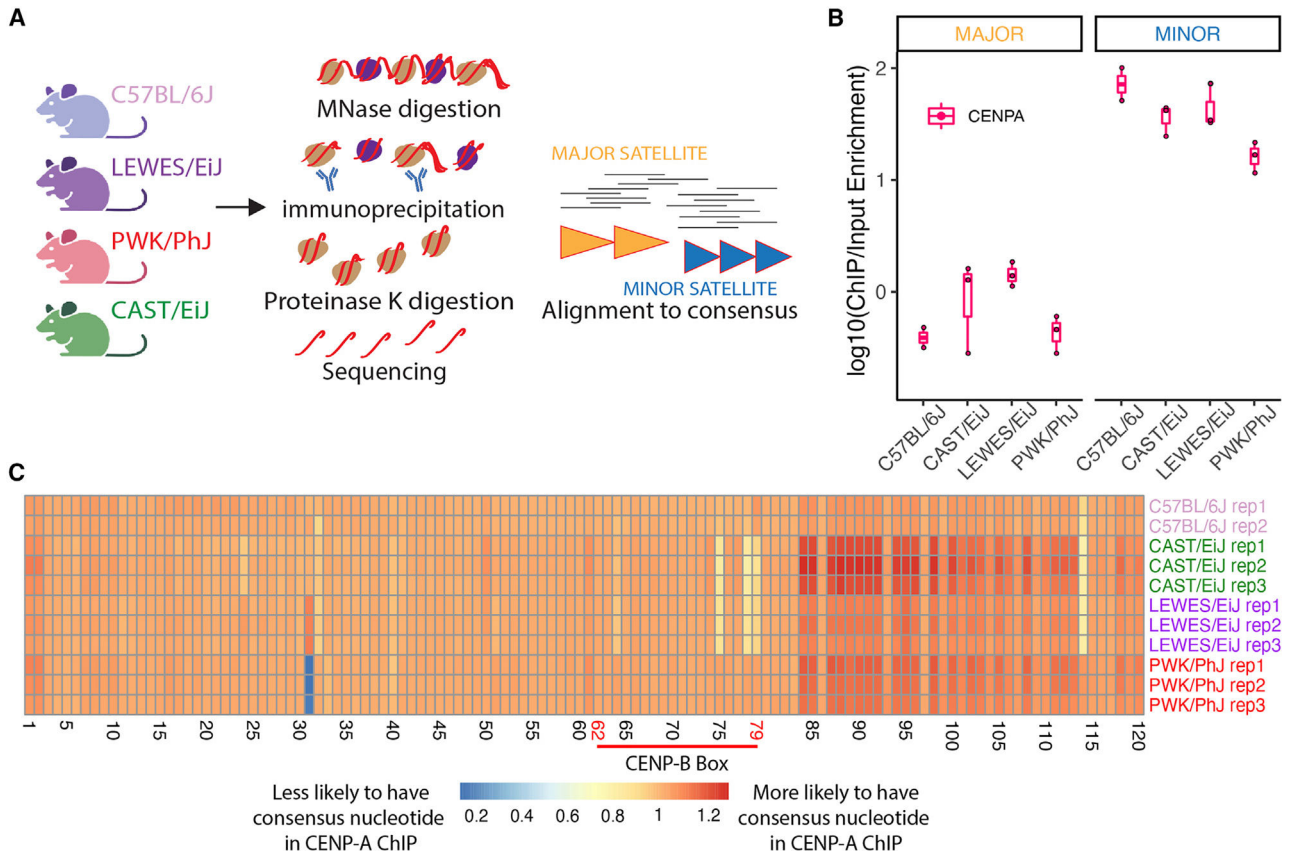 A
C57BL/6J
LEWES/EiJ
PWK/PhJ
CAST/EiJ
MNase digestion
immunoprecipitation
Proteinase K digestion
Sequencing
MAJOR SATELLITE
MINOR SATELLITE
Alignment to consensus
B
MAJOR
MINOR
log10(ChIP/Input Enrichment)
2
1
0
CENPA
C57BL/6J
CAST/EiJ
LEWES/EiJ
PWK/PhJ
C57BL/6J
CAST/EiJ
LEWES/EiJ
PWK/PhJ
C
C57BL/6J rep1
C57BL/6J rep2
CAST/EiJ rep1
CAST/EiJ rep2
CAST/EiJ rep3
LEWES/EiJ rep1
LEWES/EiJ rep2
LEWES/EiJ rep3
PWK/PhJ rep1
PWK/PhJ rep2
PWK/PhJ rep3
1 5 10 15 20 25 30 35 40 45 50 55 60 62 65 70 75 79 85 90 95 100 105 110 115 120
CENP-B Box
Less likely to have
consensus nucleotide
in CENP-A ChIP
0.2 0.4 0.6 0.8 1 1.2
More likely to have
consensus nucleotide
in CENP-A ChIP